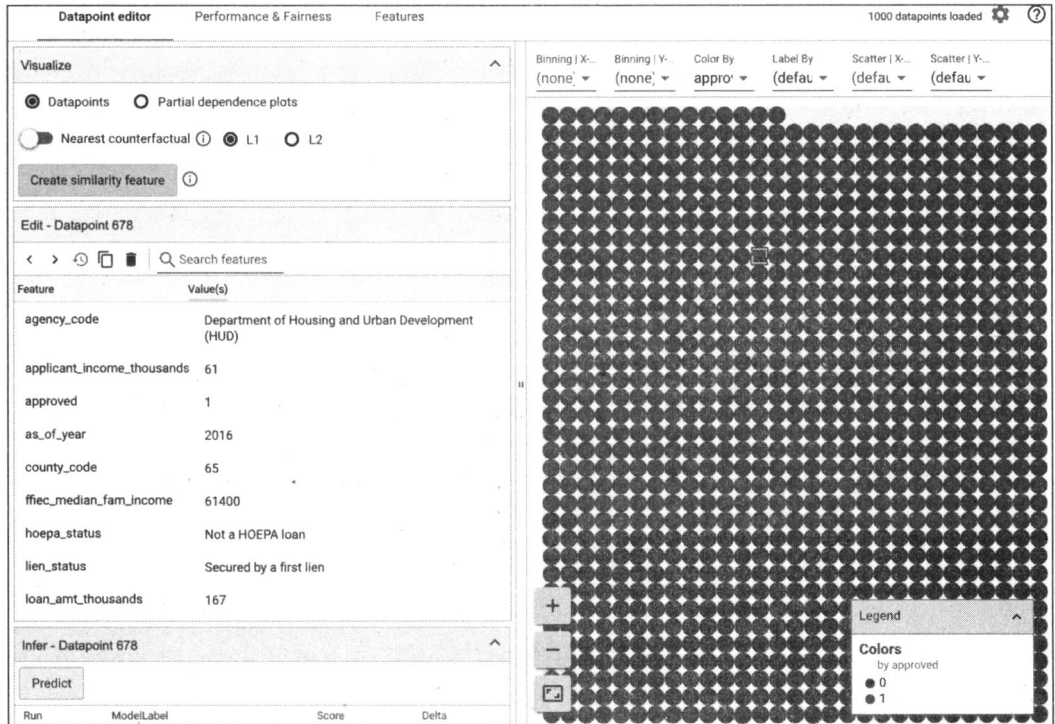 Datapoint editor Performance & Fairness Features 1000 datapoints loaded
Visualize
Datapoints Partial dependence plots
Nearest counterfactual L1 L2
Create similarity feature
Edit - Datapoint 678
Search features
Feature Value(s)
agency_code Department of Housing and Urban Development
(HUD)
applicant_income_thousands 61
approved 1
as_of_year 2016
county_code 65
ffiec_median_fam_income 61400
hoepa_status Not a HOEPA loan
lien_status Secured by a first lien
loan_amt_thousands 167
Infer - Datapoint 678
Predict
Run ModelLabel Score Delta
Binning | X-... Binning | Y-... Color By Label By Scatter | X-... Scatter | Y-...
(none) (none) appro (defau (defau (defau
Legend
Colors
by approved
0
1